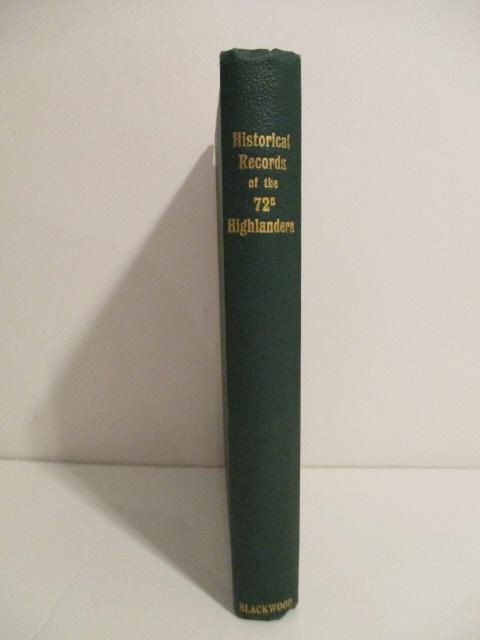 Historical
Records
of the
72ᴰ
Highlanders
BLACKWOOD